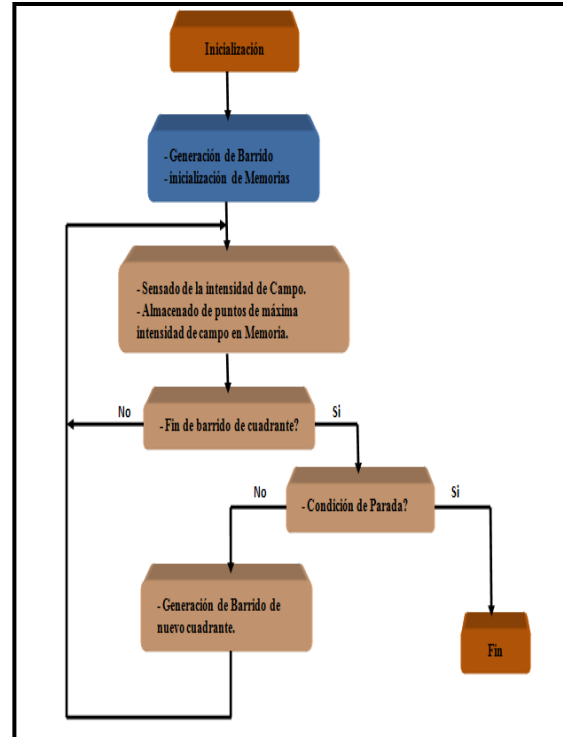 Inicialización
- Generación de Barrido
- inicialización de Memorias
- Sensado de la intensidad de Campo.
- Almacenado de puntos de máxima
intensidad de campo en Memoria.
No
- Fin de barrido de cuadrante?
Si
No
- Condición de Parada?
Si
- Generación de Barrido de
nuevo cuadrante.
Fin